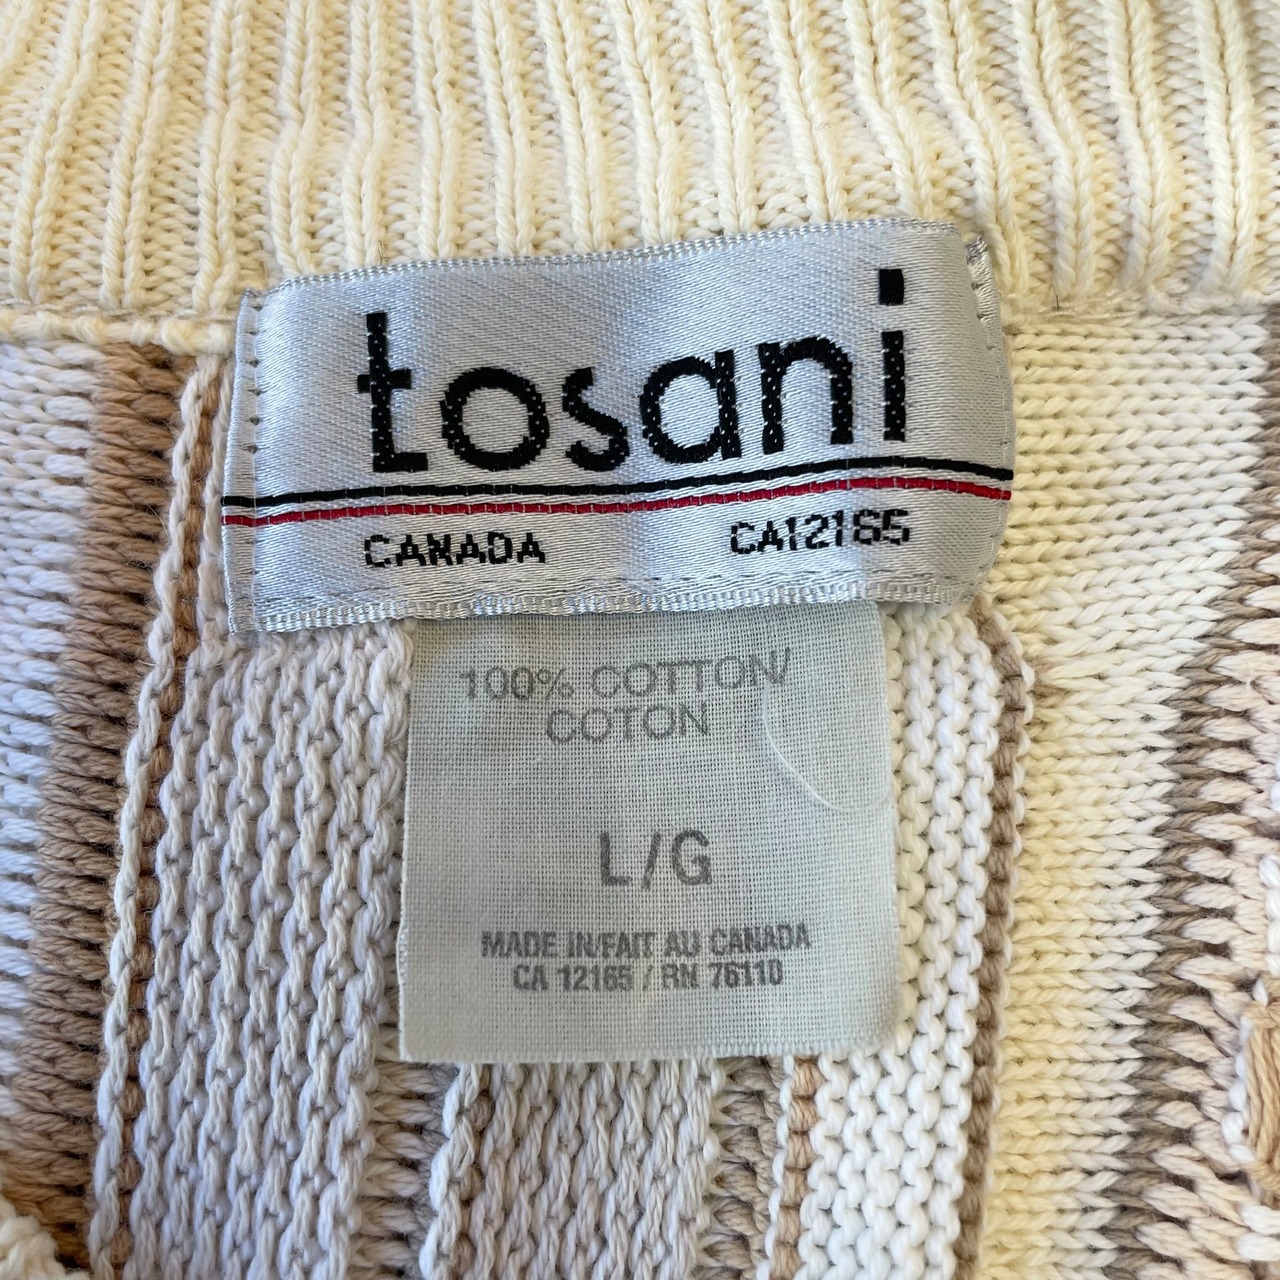 tosani
CANADA CA12165
100% COTTON/
COTON
L/G
MADE IN/FAIT AU CANADA
CA 12165 / RN 76110